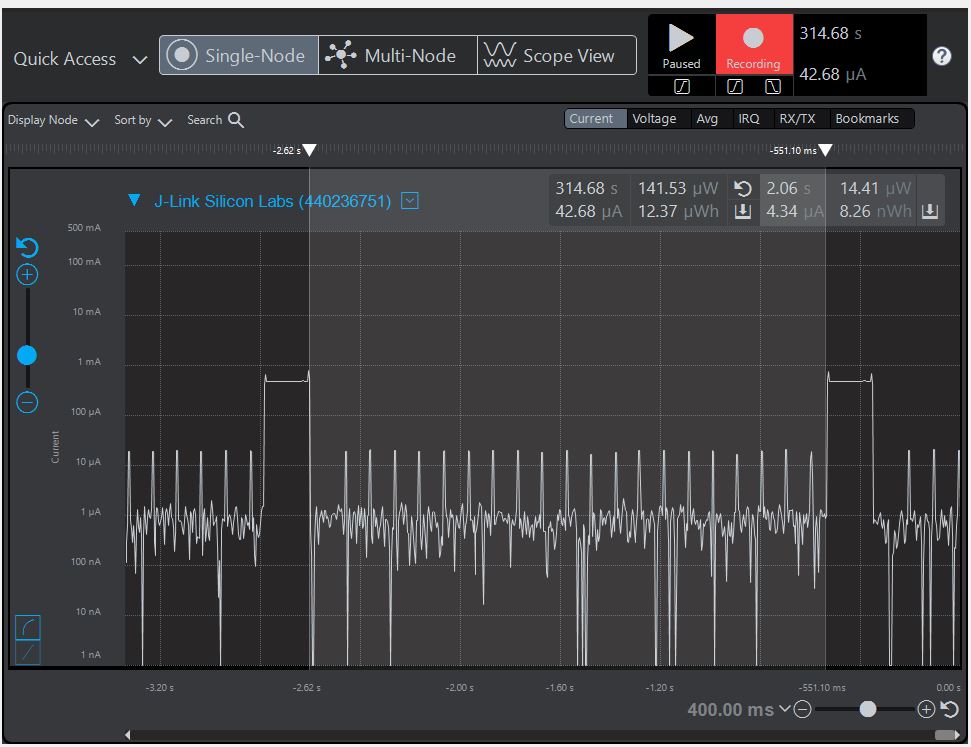 Quick Access
Single-Node
Multi-Node
Scope View
Paused
Recording
314.68 s
42.68 µA
?
Display Node
Sort by
Search
Current
Voltage
Avg
IRQ
RX/TX
Bookmarks
-2.62 s
-551.10 ms
J-Link Silicon Labs (440236751)
314.68 s 141.53 µW 2.06 s 14.41 µW
42.68 µA 12.37 µWh 4.34 µA 8.26 nWh
500 mA
100 mA
10 mA
1 mA
100 µA
10 µA
1 µA
100 nA
10 nA
1 nA
Current
-3.20 s
-2.62 s
-2.00 s
-1.60 s
-1.20 s
-551.10 ms
0.00 s
400.00 ms